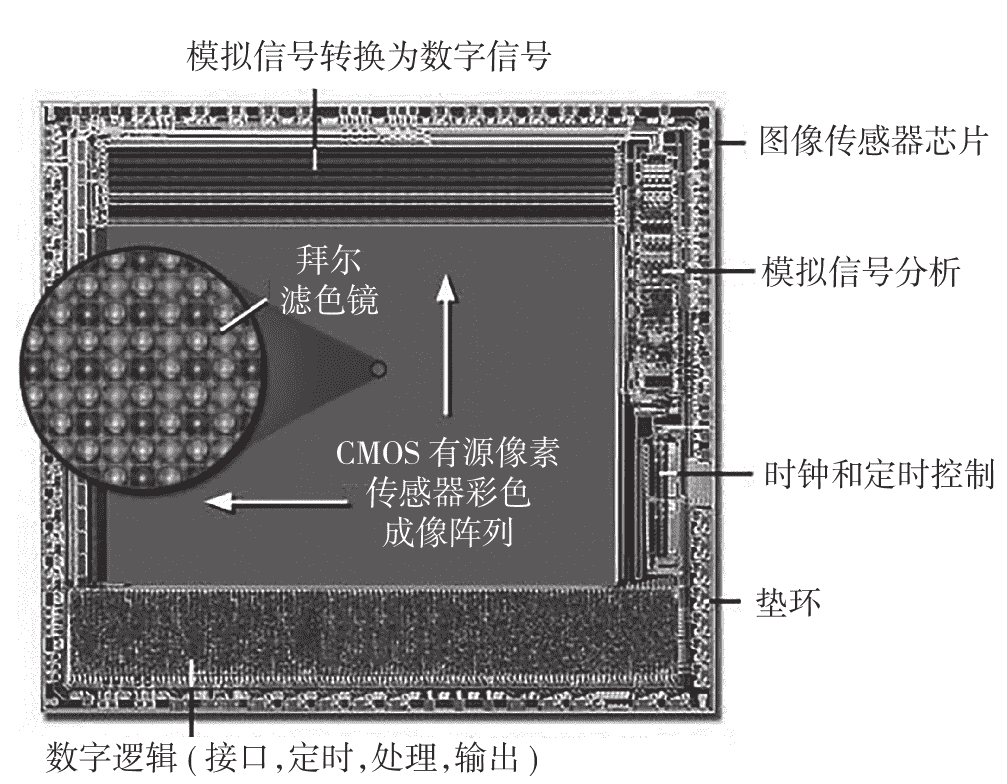 模拟信号转换为数字信号
图像传感器芯片
拜尔
滤色镜
模拟信号分析
CMOS 有源像素
传感器彩色
成像阵列
时钟和定时控制
垫环
数字逻辑(接口,定时,处理,输出)